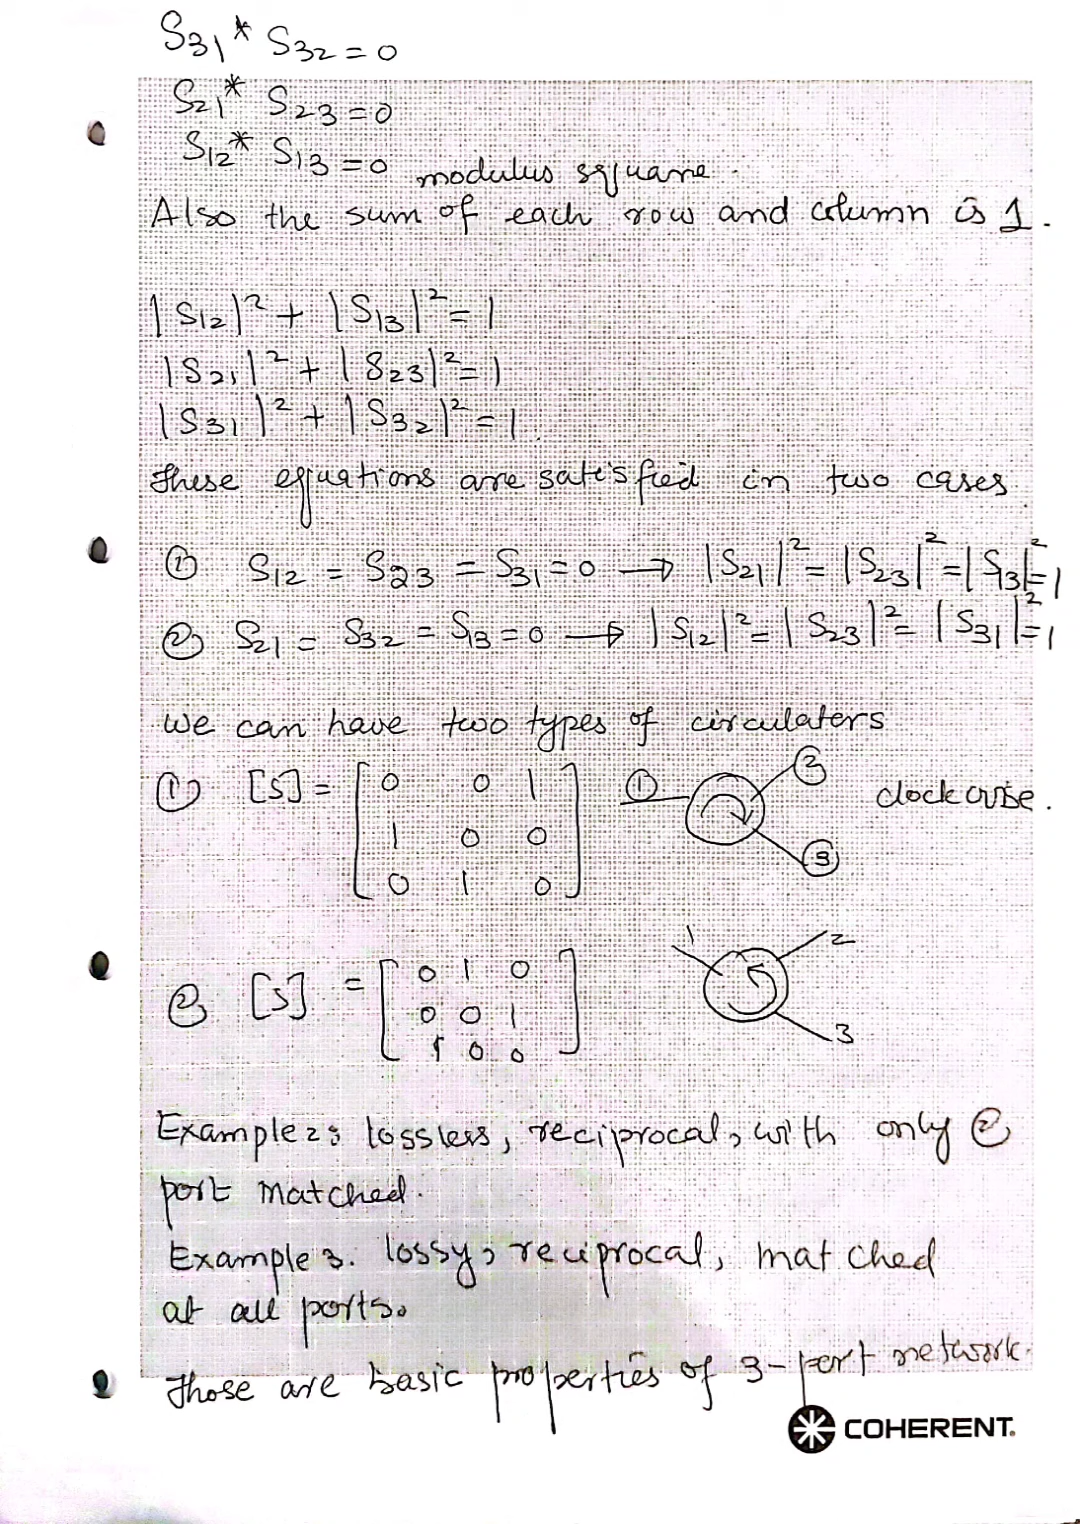 S31* S32 = 0
S21* S23 = 0
S12* S13 = 0 modulus square.
Also the sum of each row and column is 1.
|S12|² + |S13|² = 1
|S21|² + |S23|² = 1
|S31|² + |S32|² = 1.
These equations are satisfied in two cases
① S12 = S23 = S31 = 0 → |S21|² = |S23|² = |S13|² = 1
② S21 = S32 = S13 = 0 → |S12|² = |S23|² = |S31|² = 1
we can have two types of circulaters
① [S] = [ 0 0 1 ① ② clockwise.
1 0 0
0 1 0 ] ③
1 2
② [S] = [ 0 1 0
0 0 1
1 0 0 ] 3
Example 2: lossless, reciprocal, with only ②
port matched.
Example 3. lossy, reciprocal, matched
at all ports.
Those are basic properties of 3-port network.
COHERENT.